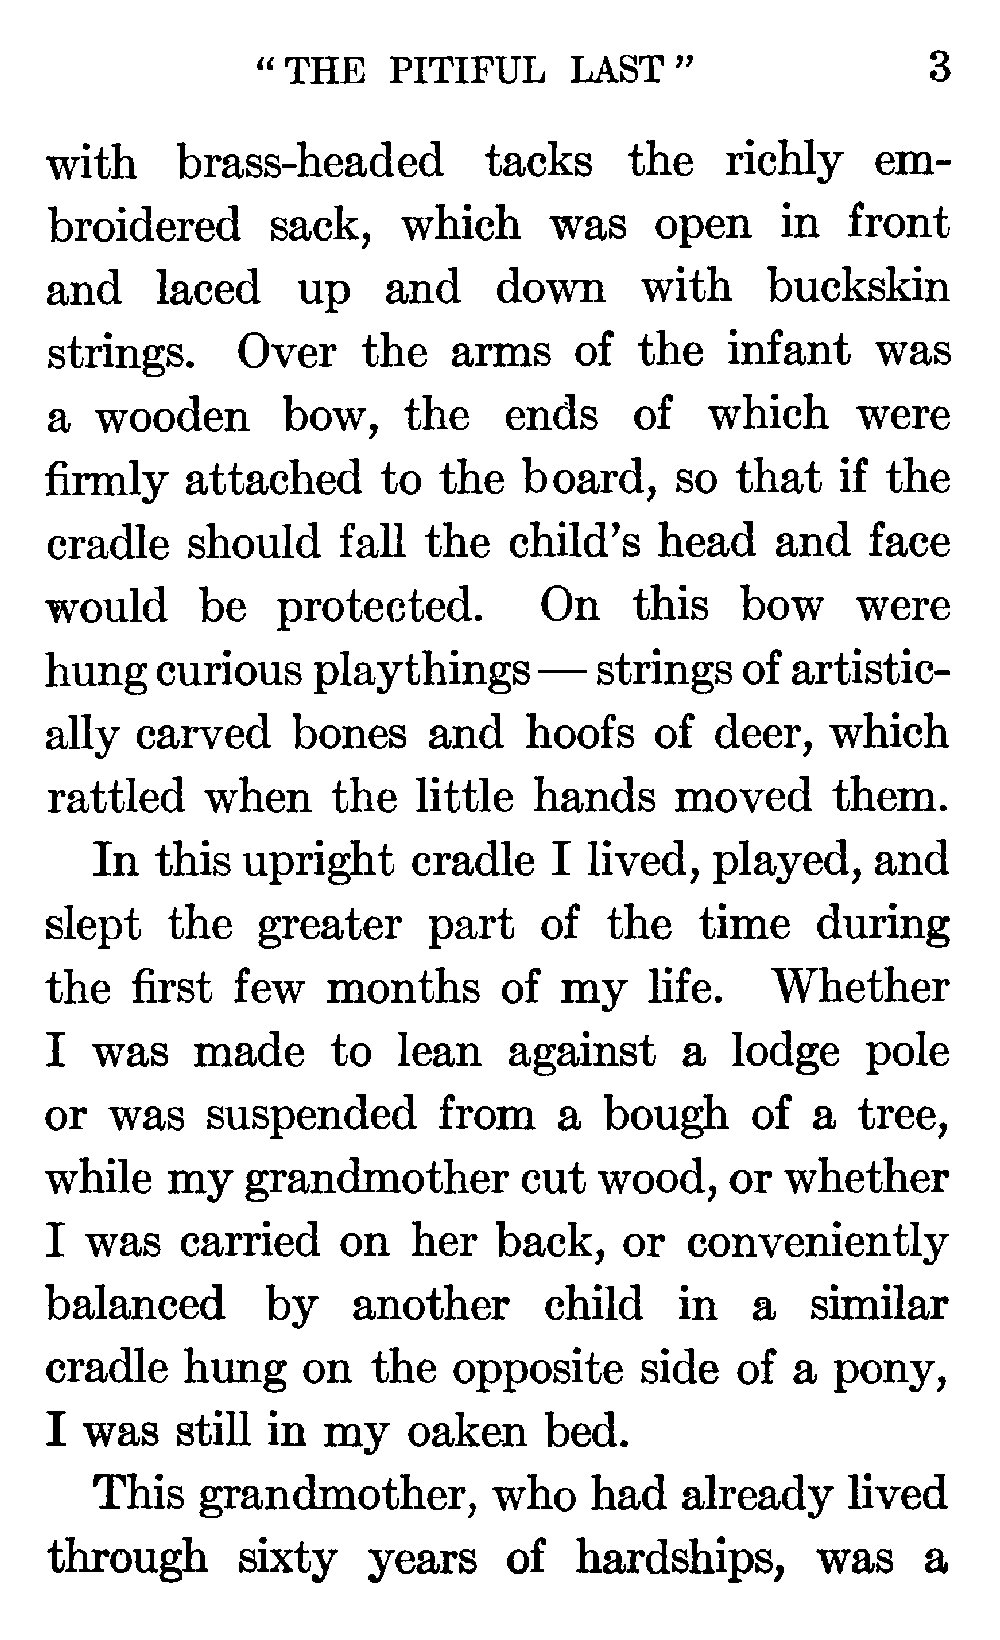 “THE PITIFUL LAST” 3
with brass-headed tacks the richly em-
broidered sack, which was open in front
and laced up and down with buckskin
strings. Over the arms of the infant was
a wooden bow, the ends of which were
firmly attached to the board, so that if the
cradle should fall the child’s head and face
would be protected. On this bow were
hung curious playthings — strings of artistic-
ally carved bones and hoofs of deer, which
rattled when the little hands moved them.
In this upright cradle I lived, played, and
slept the greater part of the time during
the first few months of my life. Whether
I was made to lean against a lodge pole
or was suspended from a bough of a tree,
while my grandmother cut wood, or whether
I was carried on her back, or conveniently
balanced by another child in a similar
cradle hung on the opposite side of a pony,
I was still in my oaken bed.
This grandmother, who had already lived
through sixty years of hardships, was a